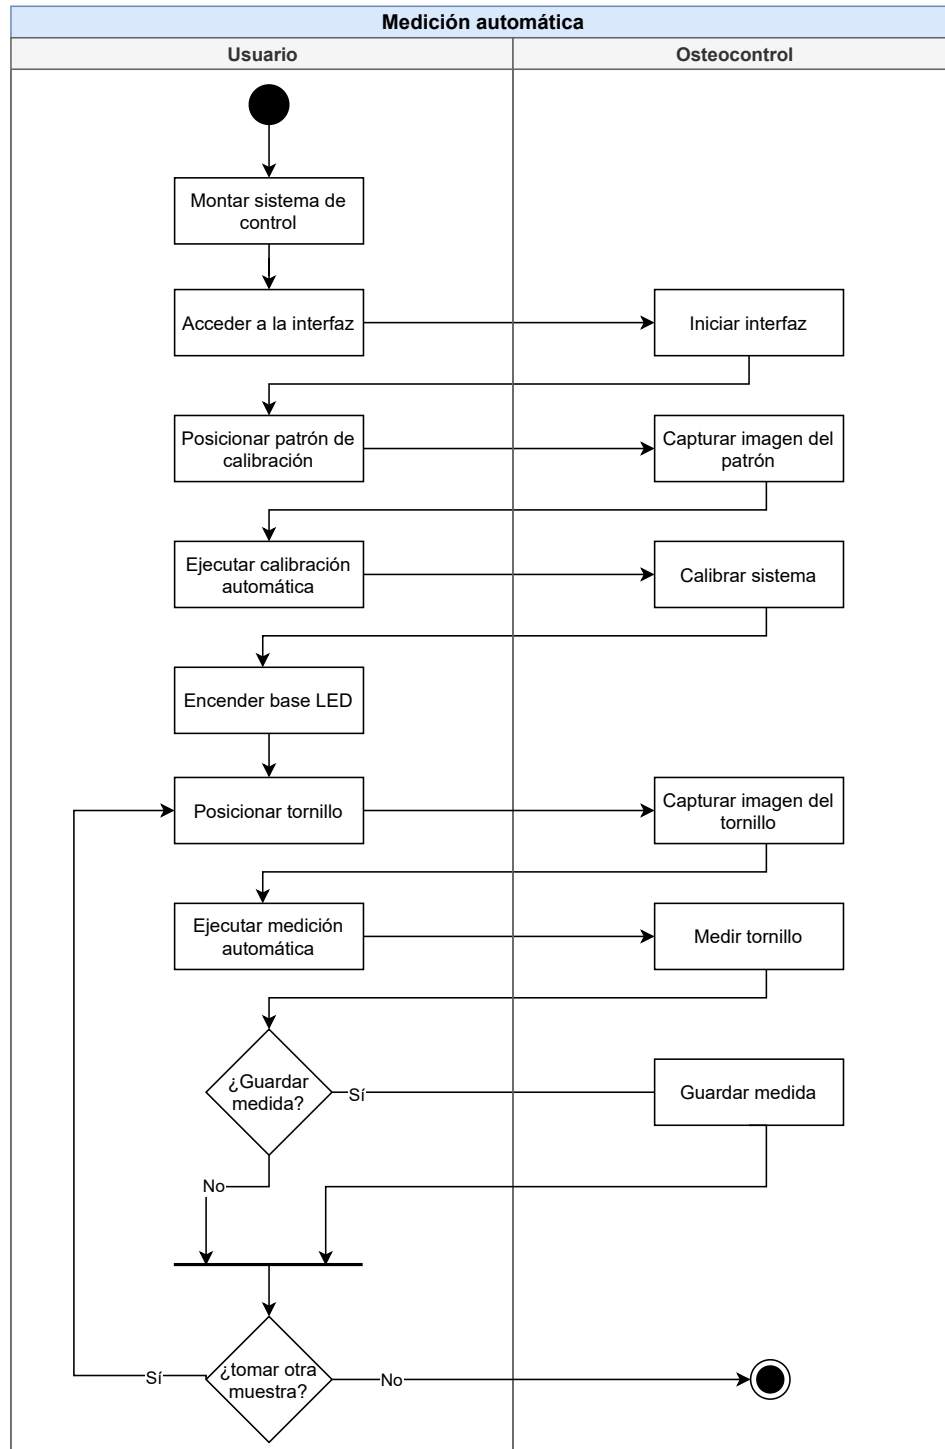 Medición automática
Usuario
Osteocontrol
Montar sistema de
control
Acceder a la interfaz
Iniciar interfaz
Posicionar patrón de
calibración
Capturar imagen del
patrón
Ejecutar calibración
automática
Calibrar sistema
Encender base LED
Posicionar tornillo
Capturar imagen del
tornillo
Ejecutar medición
automática
Medir tornillo
¿Guardar
medida?
Sí
Guardar medida
No
¿tomar otra
muestra?
Sí
No